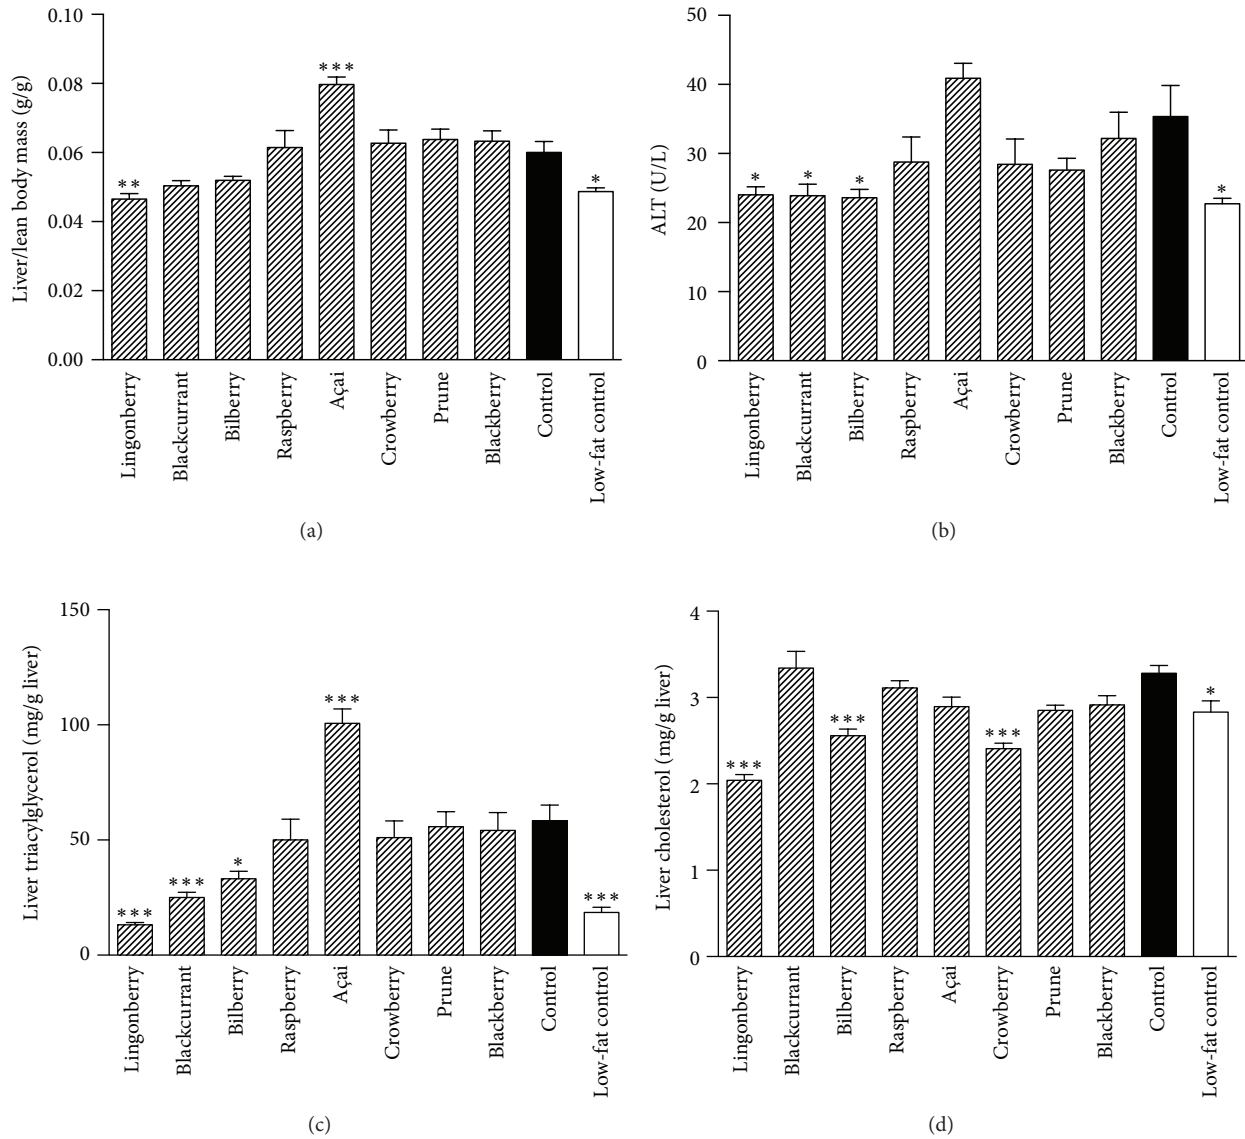 0.10
0.08
0.06
0.04
0.02
0.00
Liver/lean body mass (g/g)
**
***
*
Lingonberry
Blackcurrant
Bilberry
Raspberry
Açai
Crowberry
Prune
Blackberry
Control
Low-fat control
(a)
50
40
30
20
10
0
ALT (U/L)
*
*
*
*
Lingonberry
Blackcurrant
Bilberry
Raspberry
Açai
Crowberry
Prune
Blackberry
Control
Low-fat control
(b)
150
100
50
0
Liver triacylglycerol (mg/g liver)
***
***
*
***
***
Lingonberry
Blackcurrant
Bilberry
Raspberry
Açai
Crowberry
Prune
Blackberry
Control
Low-fat control
(c)
4
3
2
1
0
Liver cholesterol (mg/g liver)
***
***
***
*
Lingonberry
Blackcurrant
Bilberry
Raspberry
Açai
Crowberry
Prune
Blackberry
Control
Low-fat control
(d)